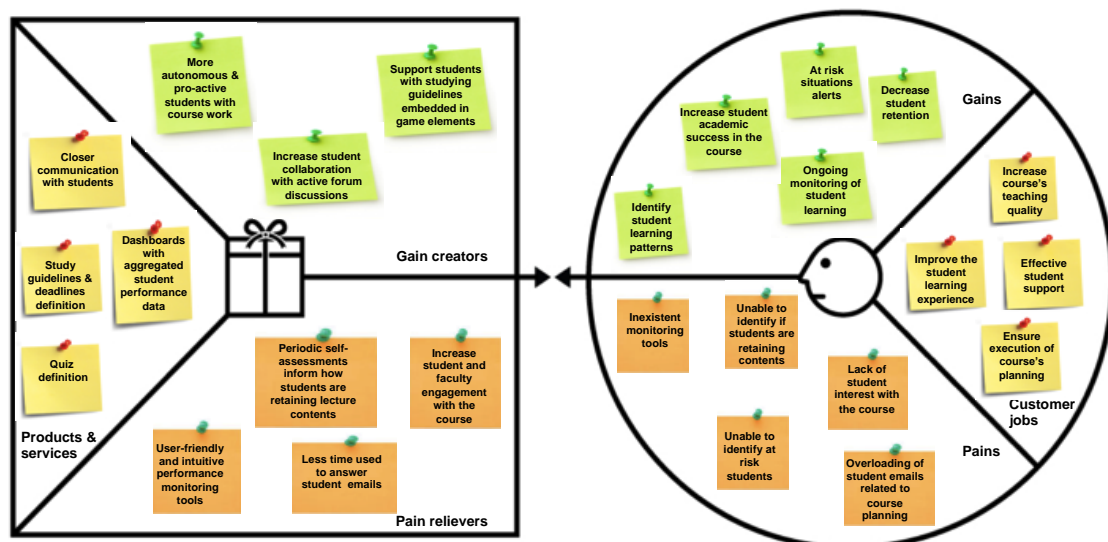 More
autonomous &
pro-active
students with
course work
Support students
with studying
guidelines
embedded in
game elements
Closer
communication
with students
Increase student
collaboration
with active forum
discussions
Study
guidelines &
deadlines
definition
Dashboards
with
aggregated
student
performance
data
Quiz
definition
Products &
services
Gain creators
Periodic self-
assessments
inform how
students are
retaining lecture
contents
Increase
student and
faculty
engagement
with the
course
User-friendly
and intuitive
performance
monitoring
tools
Less time used
to answer
student emails
Pain relievers
At risk
situations
alerts
Decrease
student
retention
Gains
Increase student
academic
success in the
course
Ongoing
monitoring of
student
learning
Identify
student
learning
patterns
Increase
course's
teaching
quality
Improve the
student
learning
experience
Effective
student
support
Ensure
execution of
course's
planning
Customer
jobs
Inexistent
monitoring
tools
Unable to
identify if
students are
retaining
contents
Lack of
student
interest with
the course
Unable to
identify at
risk
students
Overloading of
student emails
related to
course
planning
Pains